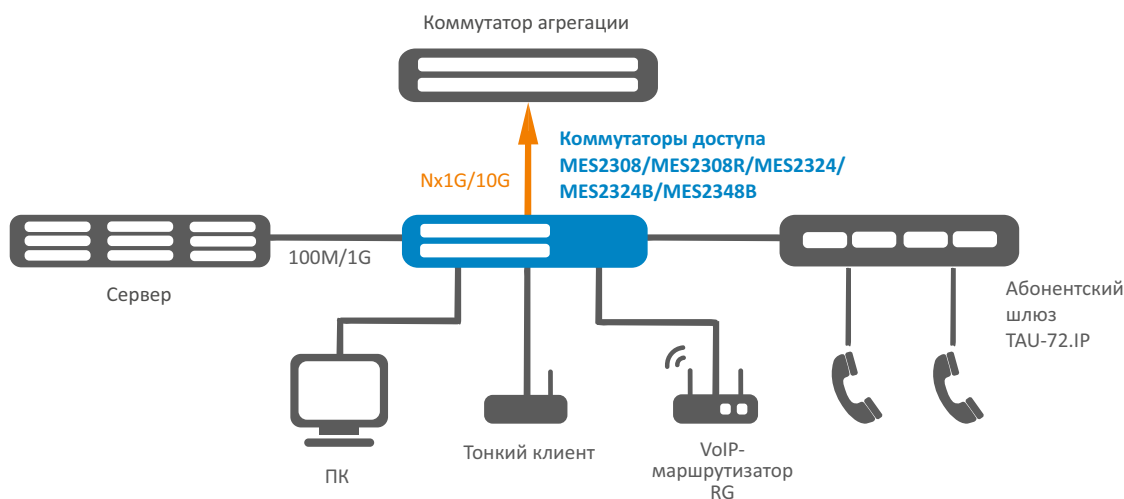 Коммутатор агрегации
Коммутаторы доступа
MES2308/MES2308R/MES2324/
MES2324B/MES2348B
Nx1G/10G
100M/1G
Сервер
Абонентский
шлюз
TAU-72.IP
ПК
Тонкий клиент
VoIP-
маршрутизатор
RG